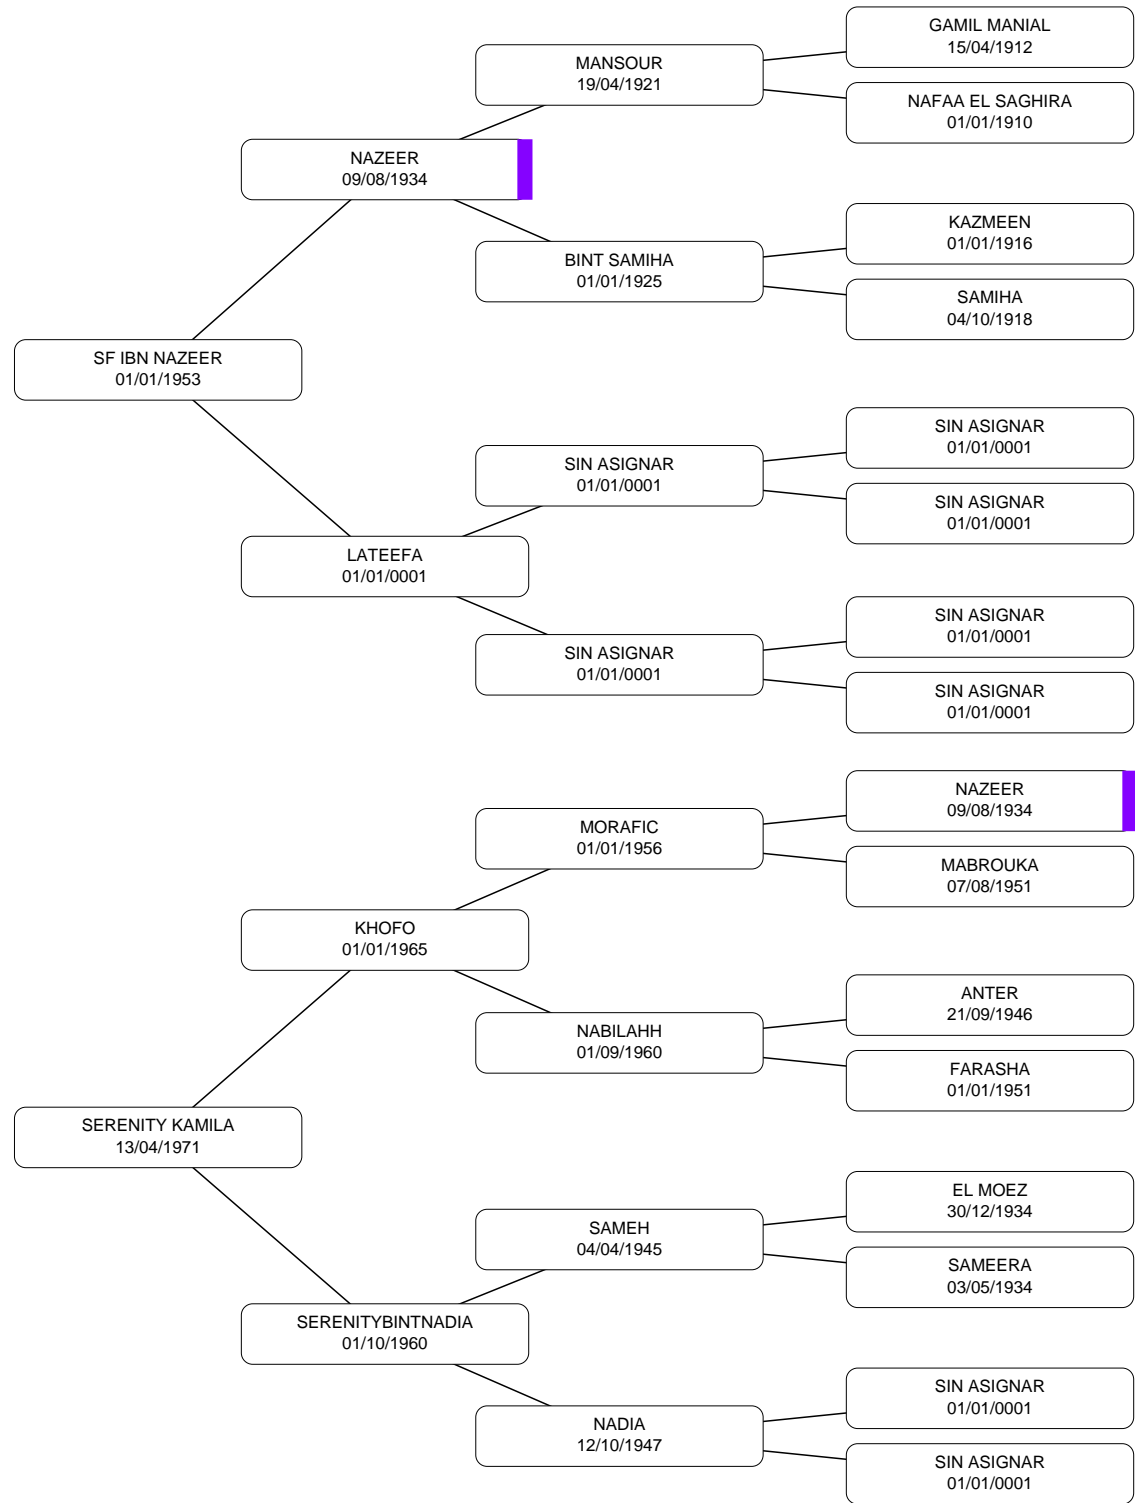 GAMIL MANIAL
15/04/1912
MANSOUR
19/04/1921
NAFAA EL SAGHIRA
01/01/1910
NAZEER
09/08/1934
KAZMEEN
01/01/1916
BINT SAMIHA
01/01/1925
SAMIHA
04/10/1918
SF IBN NAZEER
01/01/1953
SIN ASIGNAR
01/01/0001
SIN ASIGNAR
01/01/0001
SIN ASIGNAR
01/01/0001
LATEEFA
01/01/0001
SIN ASIGNAR
01/01/0001
SIN ASIGNAR
01/01/0001
SIN ASIGNAR
01/01/0001
NAZEER
09/08/1934
MORAFIC
01/01/1956
MABROUKA
07/08/1951
KHOFO
01/01/1965
ANTER
21/09/1946
NABILAHH
01/09/1960
FARASHA
01/01/1951
SERENITY KAMILA
13/04/1971
EL MOEZ
30/12/1934
SAMEH
04/04/1945
SAMEERA
03/05/1934
SERENITYBINTNADIA
01/10/1960
SIN ASIGNAR
01/01/0001
NADIA
12/10/1947
SIN ASIGNAR
01/01/0001